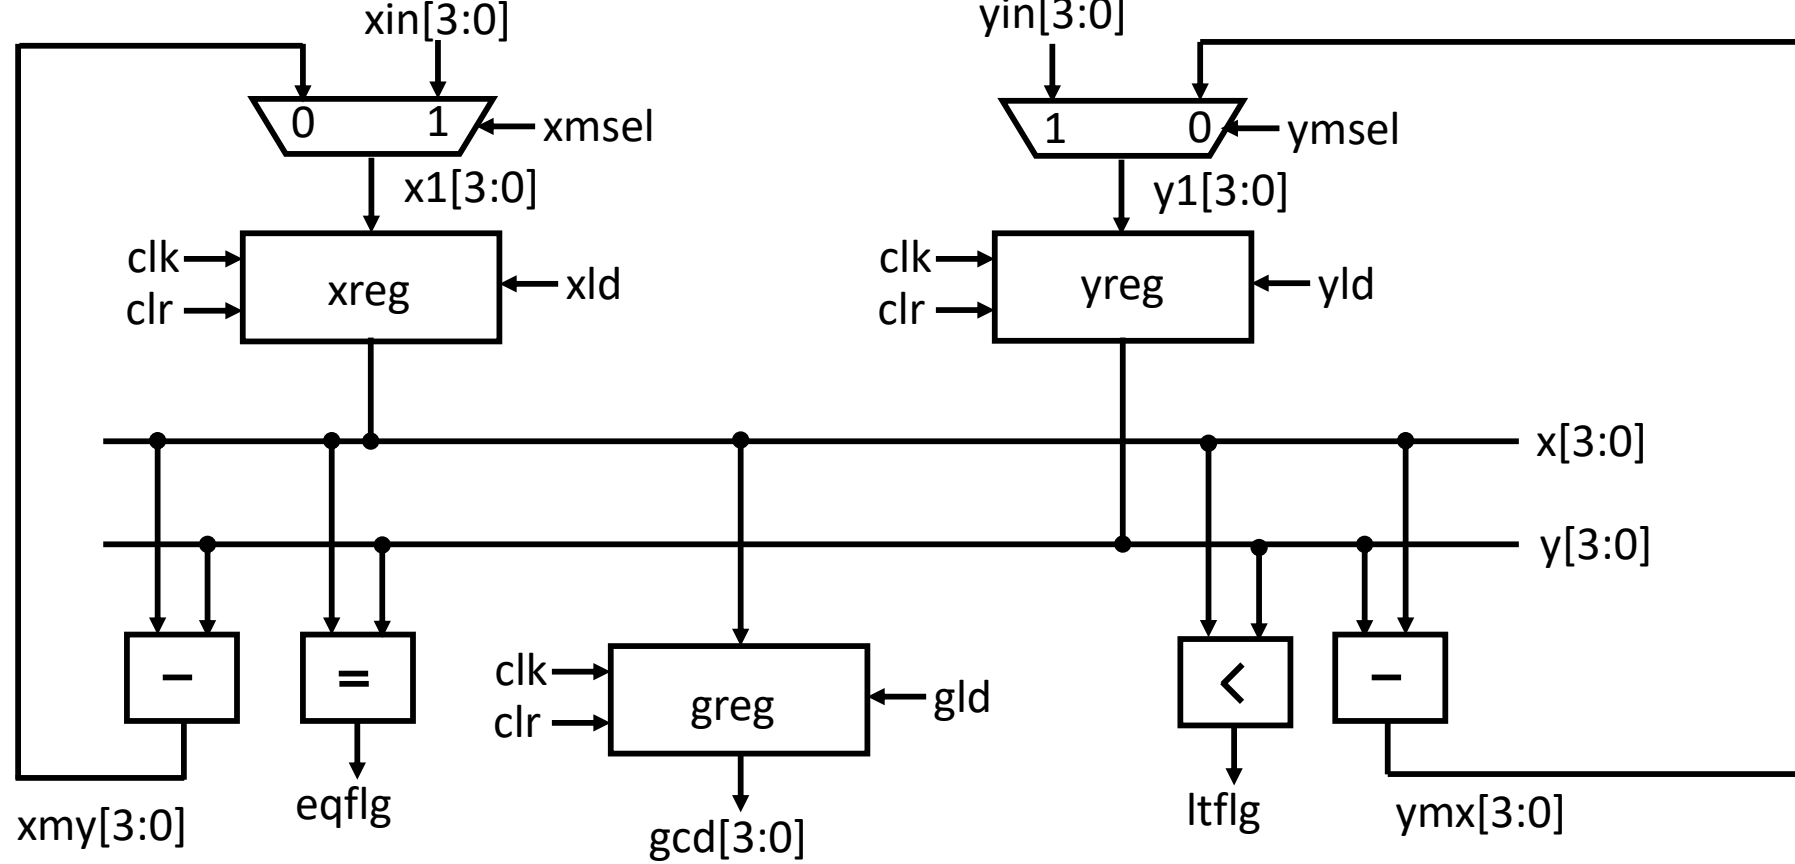 xin[3:0]
yin[3:0]
0 1
xmsel
1 0
ymsel
x1[3:0]
y1[3:0]
clk
clr
xreg
xld
clk
clr
yreg
yld
x[3:0]
y[3:0]
−
=
clk
clr
greg
gld
<
−
xmy[3:0]
eqflg
gcd[3:0]
ltflg
ymx[3:0]